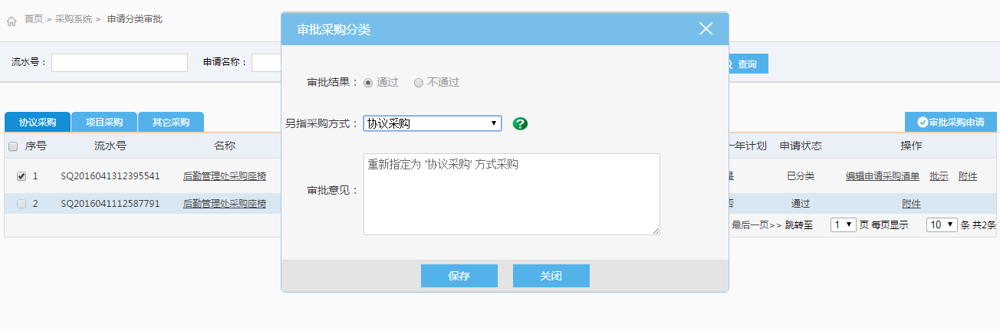 首页 > 采购系统 > 申请分类审批
审批采购分类
流水号：
申请名称：
查询
审批结果： 通过 不通过
另指采购方式： 协议采购
?
审批意见：
重新指定为 '协议采购' 方式采购
保存 关闭
协议采购 项目采购 其它采购
审批采购申请
序号 流水号 名称 一年计划 申请状态 操作
1 SQ2016041312395541 后勤管理处采购座椅 是 已分类 编辑申请采购清单 批示 附件
2 SQ2016041112587791 后勤管理处采购座椅 否 通过 附件
最后一页>> 跳转至 1 页 每页显示 10 条 共2条